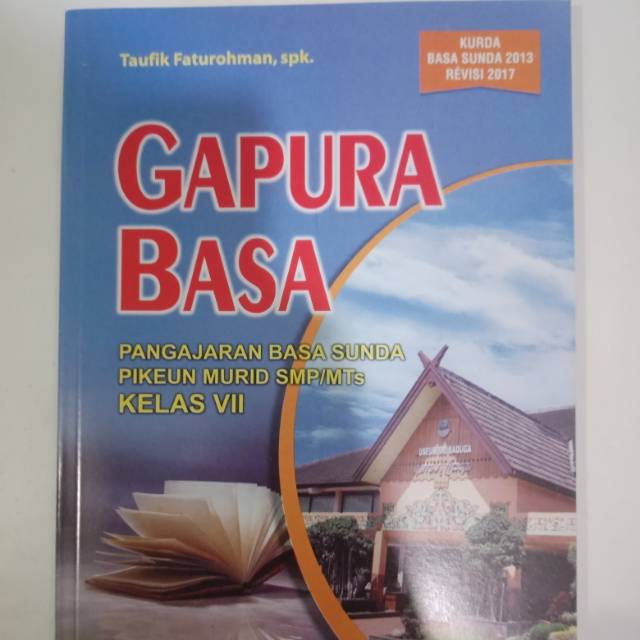 Taufik Faturohman, spk.
KURDA
BASA SUNDA 2013
RÉVISI 2017
GAPURA
BASA
PANGAJARAN BASA SUNDA
PIKEUN MURID SMP/MTs
KELAS VII